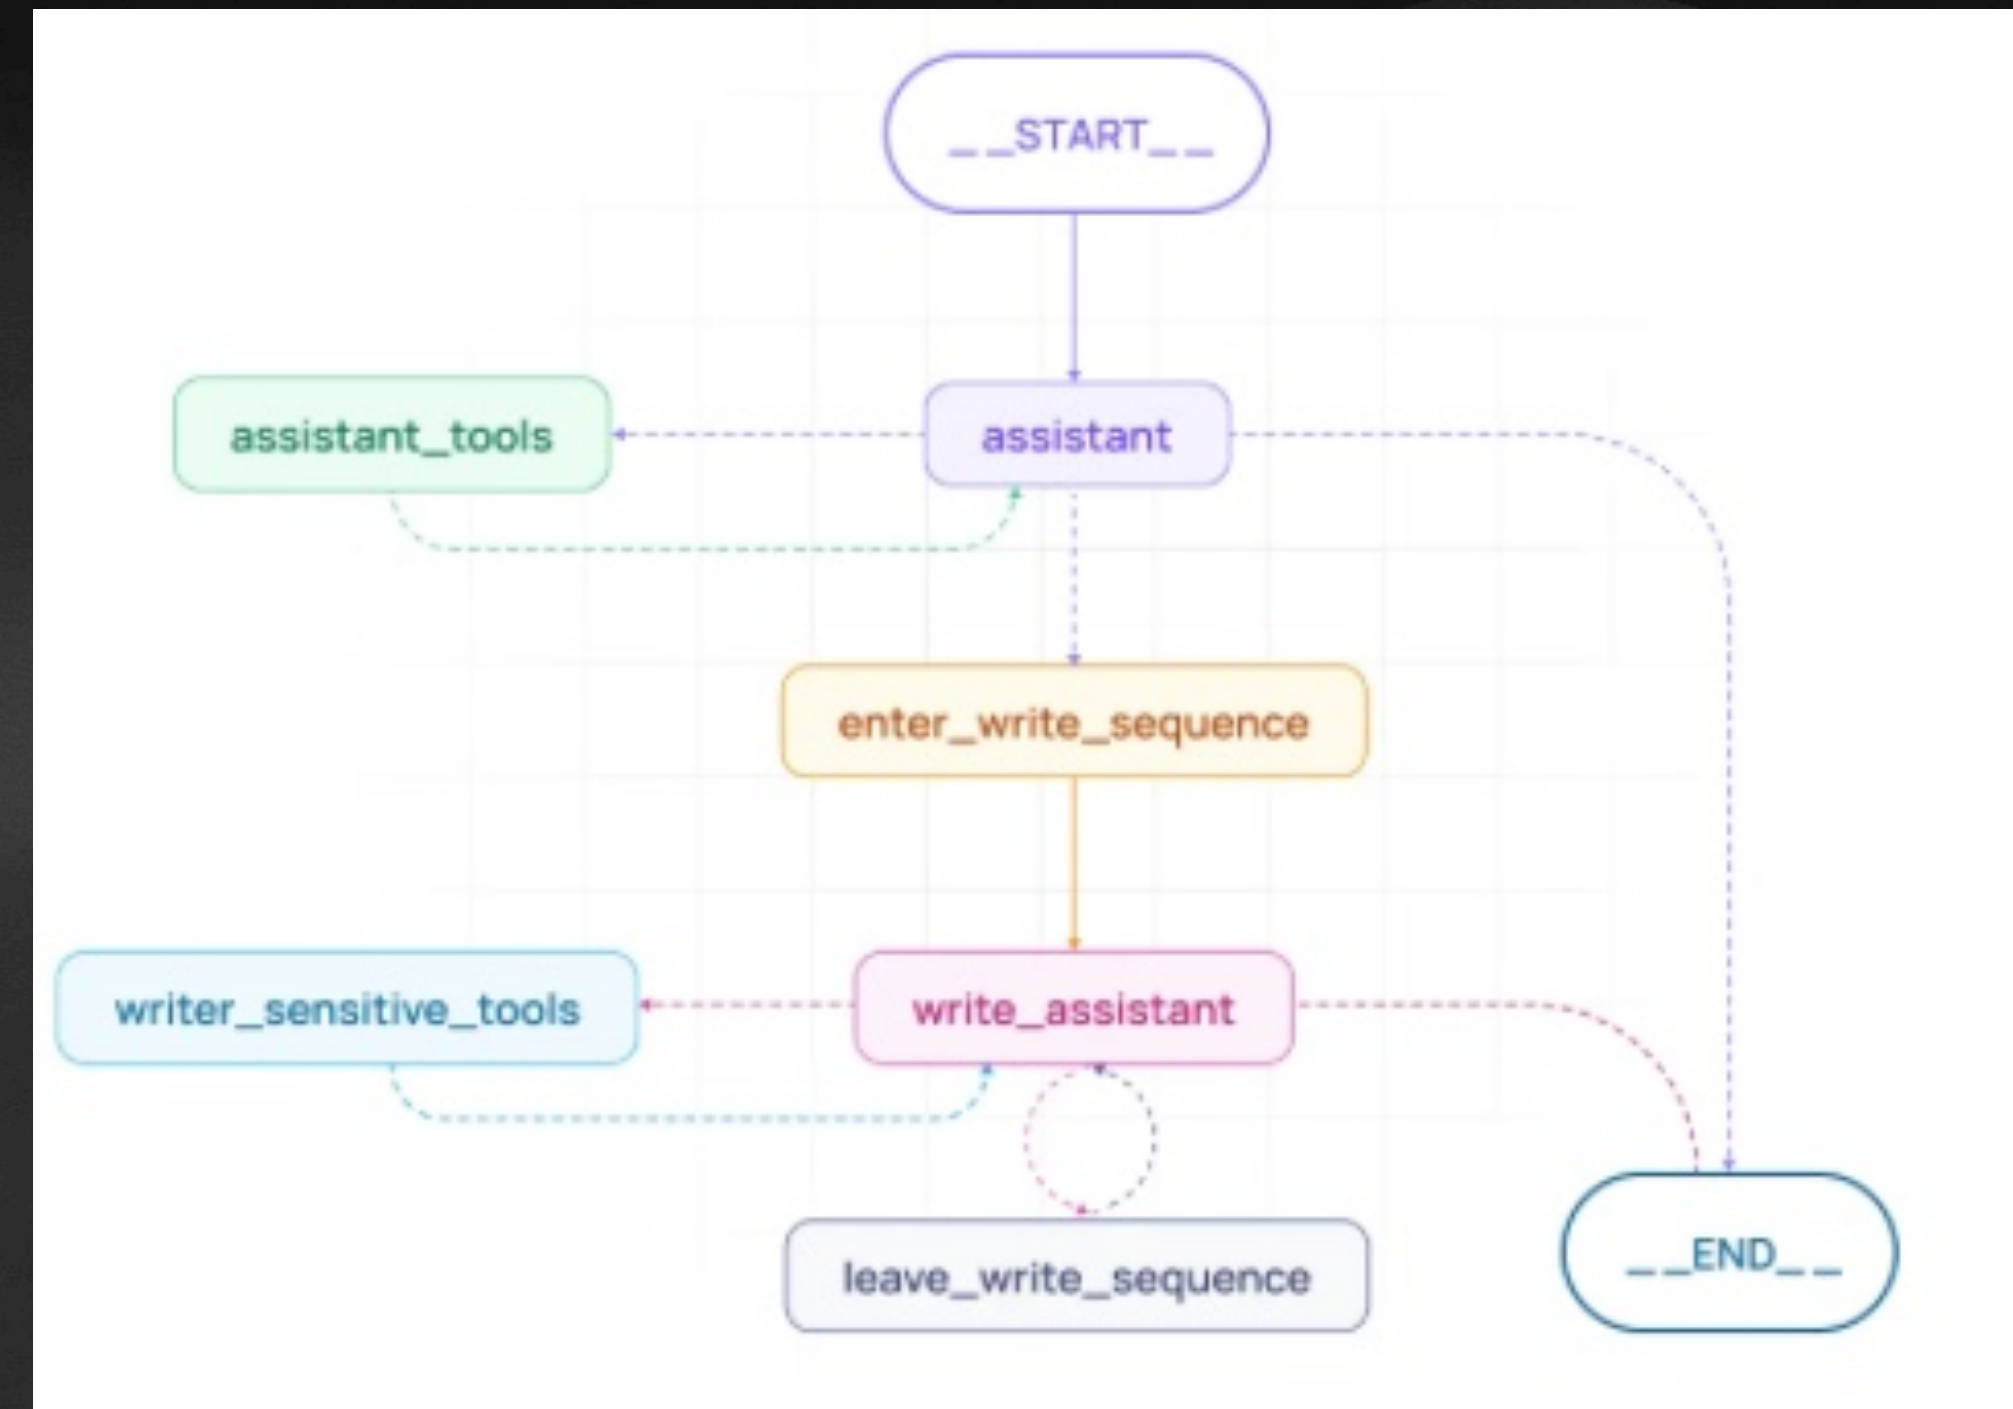 __START__
assistant_tools
assistant
enter_write_sequence
writer_sensitive_tools
write_assistant
leave_write_sequence
__END__